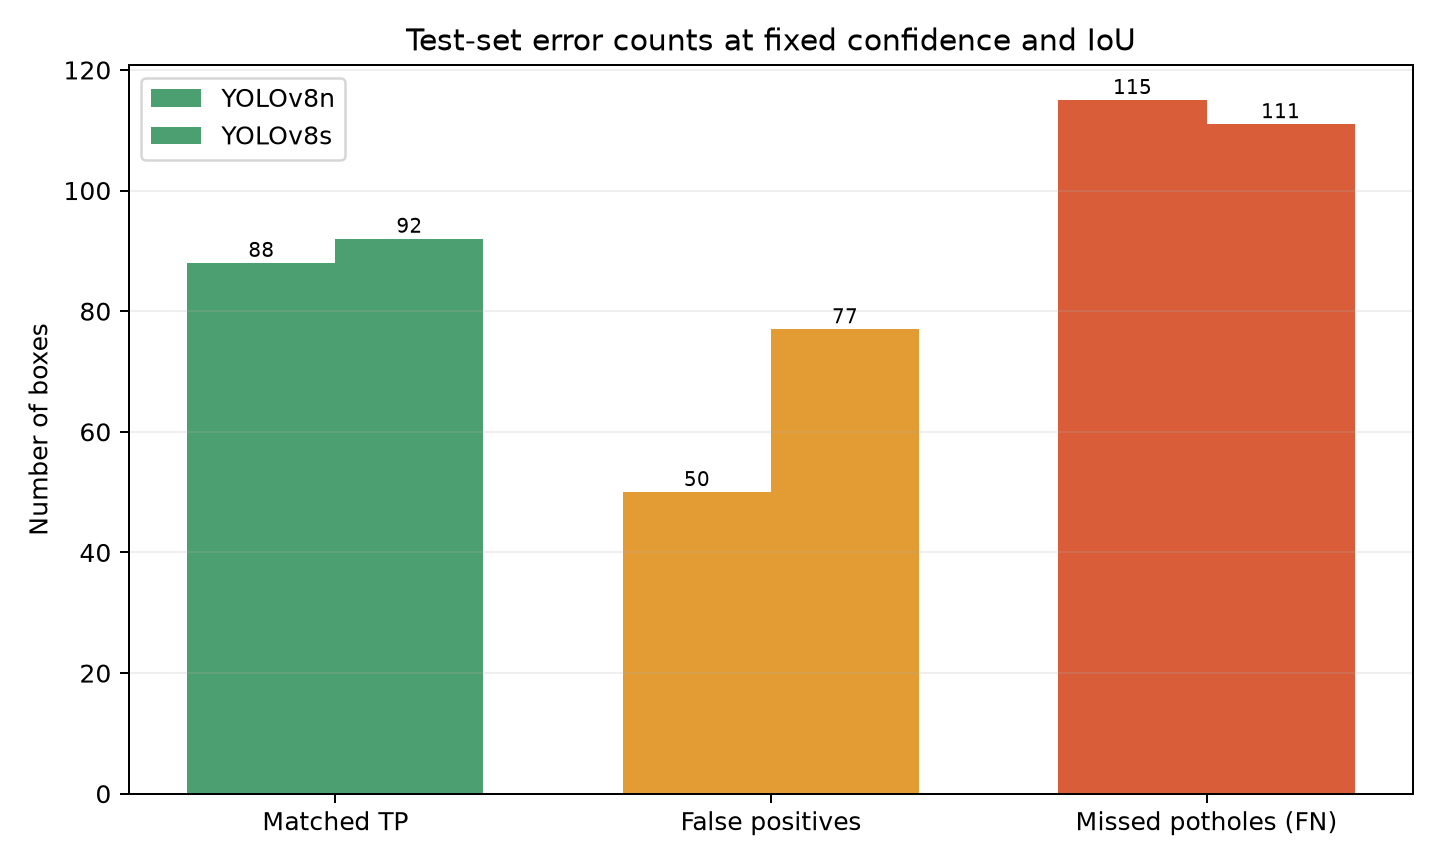 Test-set error counts at fixed confidence and IoU
YOLOv8n
YOLOv8s
Number of boxes
120
100
80
60
40
20
0
88
92
50
77
115
111
Matched TP
False positives
Missed potholes (FN)